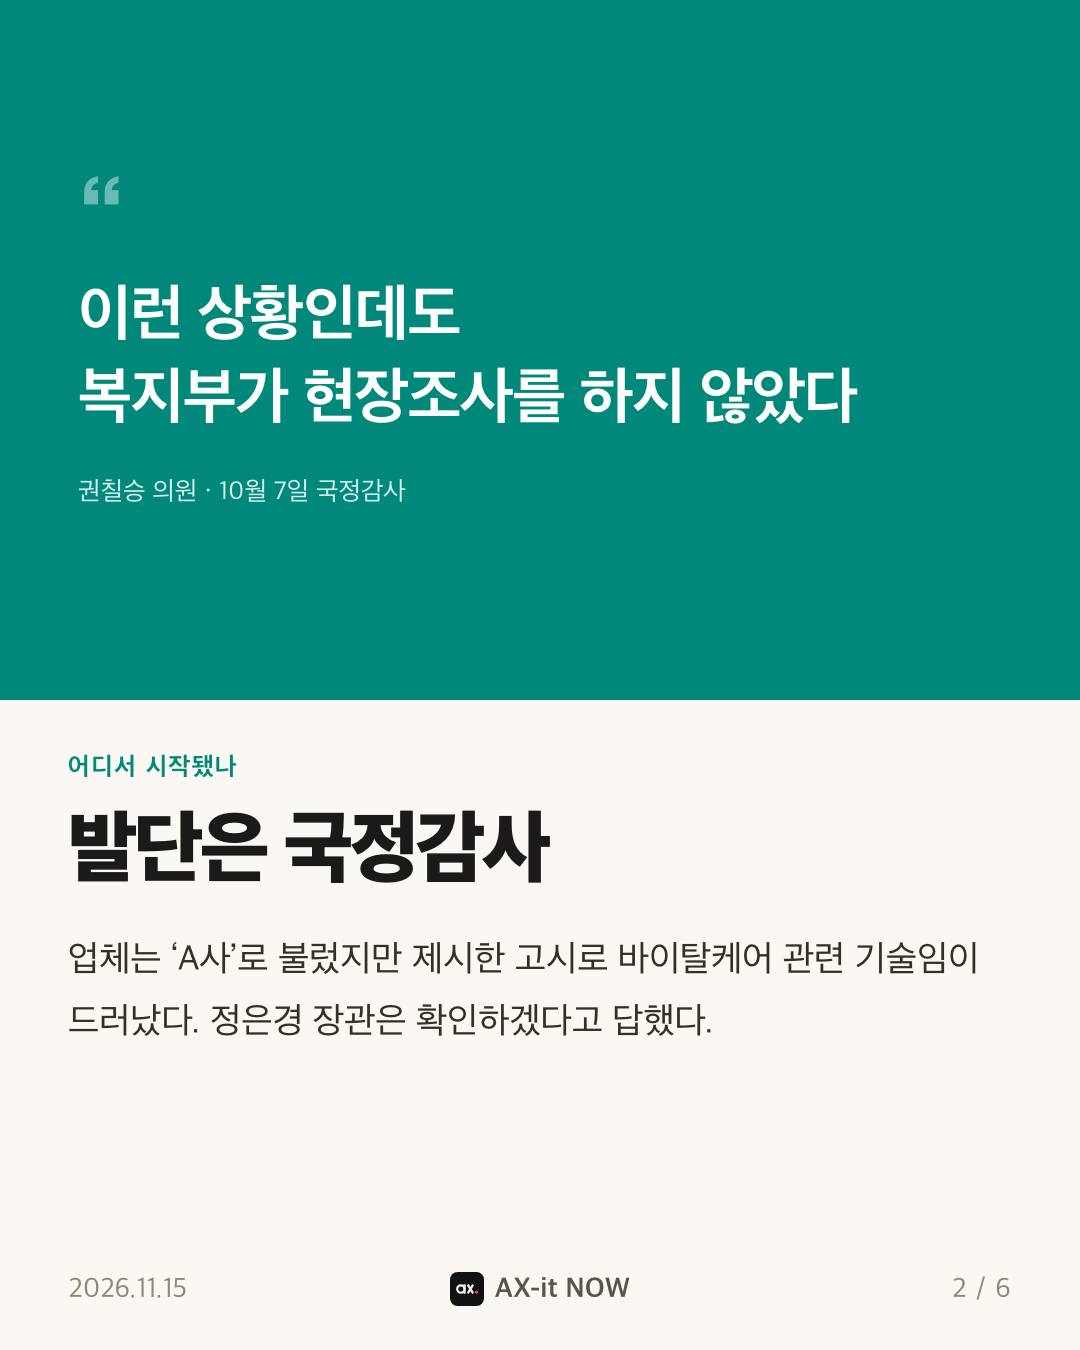 “
이런 상황인데도
복지부가 현장조사를 하지 않았다
권칠승 의원 · 10월 7일 국정감사
어디서 시작됐나
발단은 국정감사
업체는 ‘A사’로 불렀지만 제시한 고시로 바이탈케어 관련 기술임이
드러났다. 정은경 장관은 확인하겠다고 답했다.
2026.11.15
ax. AX-it NOW
2 / 6